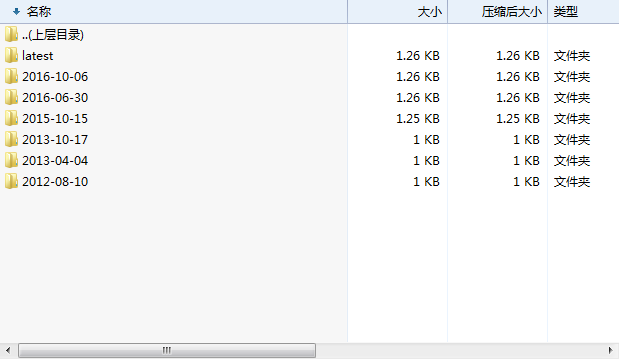 名称 大小 压缩后大小 类型
..(上层目录)
latest 1.26 KB 1.26 KB 文件夹
2016-10-06 1.26 KB 1.26 KB 文件夹
2016-06-30 1.26 KB 1.26 KB 文件夹
2015-10-15 1.25 KB 1.25 KB 文件夹
2013-10-17 1 KB 1 KB 文件夹
2013-04-04 1 KB 1 KB 文件夹
2012-08-10 1 KB 1 KB 文件夹